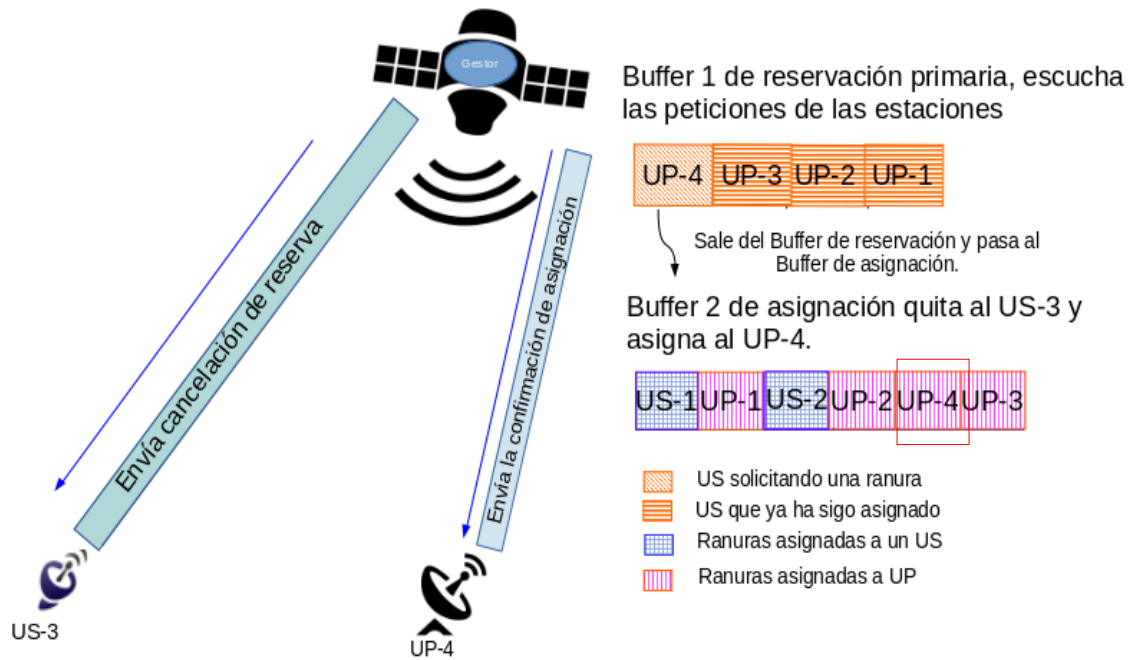 Gestor
Buffer 1 de reservación primaria, escucha
las peticiones de las estaciones
UP-4 UP-3 UP-2 UP-1
Sale del Buffer de reservación y pasa al
Buffer de asignación.
Buffer 2 de asignación quita al US-3 y
asigna al UP-4.
US-1 UP-1 US-2 UP-2 UP-4 UP-3
US solicitando una ranura
US que ya ha sigo asignado
Ranuras asignadas a un US
Ranuras asignadas a UP
Envía cancelación de reserva
Envía la confirmación de asignación
US-3
UP-4